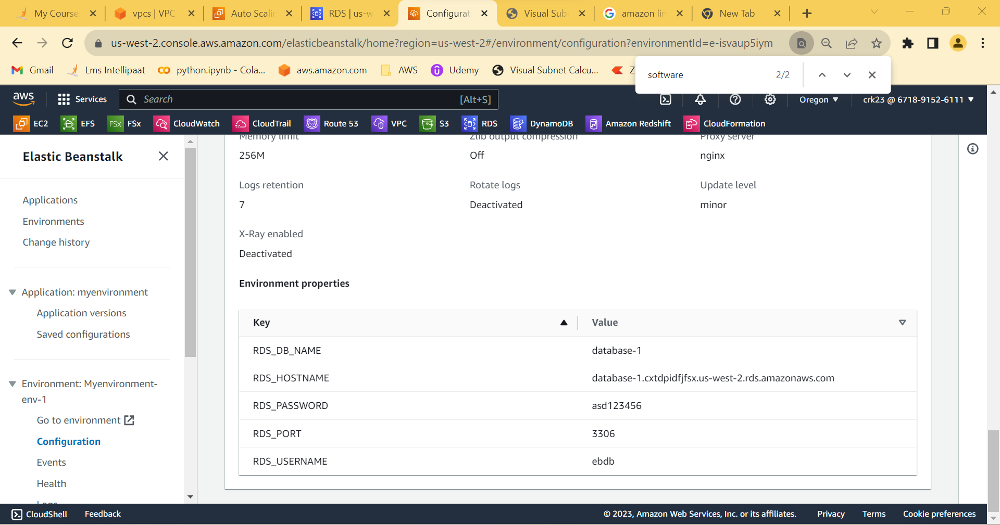 My Course
vpcs | VPC
Auto Scalin
RDS | us-w
Configurat
Visual Sub
amazon lin
New Tab
us-west-2.console.aws.amazon.com/elasticbeanstalk/home?region=us-west-2#/environment/configuration?environmentId=e-isvaup5iym
Gmail
Lms Intellipaat
python.ipynb - Cola...
aws.amazon.com
AWS
Udemy
Visual Subnet Calcu...
Z
software 2/2
aws
Services
Search [Alt+S]
Oregon
crk23 @ 6718-9152-6111
EC2
EFS
FSx FSx
CloudWatch
CloudTrail
53 Route 53
VPC
S3
RDS
DynamoDB
Amazon Redshift
CloudFormation
Elastic Beanstalk
Applications
Environments
Change history
Application: myenvironment
Application versions
Saved configurations
Environment: Myenvironment-
env-1
Go to environment
Configuration
Events
Health
Logs
Memory limit Zlib output compression Proxy server
256M Off nginx
Logs retention Rotate logs Update level
7 Deactivated minor
X-Ray enabled
Deactivated
Environment properties
Key Value
RDS_DB_NAME database-1
RDS_HOSTNAME database-1.cxtdpidfjfsx.us-west-2.rds.amazonaws.com
RDS_PASSWORD asd123456
RDS_PORT 3306
RDS_USERNAME ebdb
CloudShell Feedback © 2023, Amazon Web Services, Inc. or its affiliates. Privacy Terms Cookie preferences